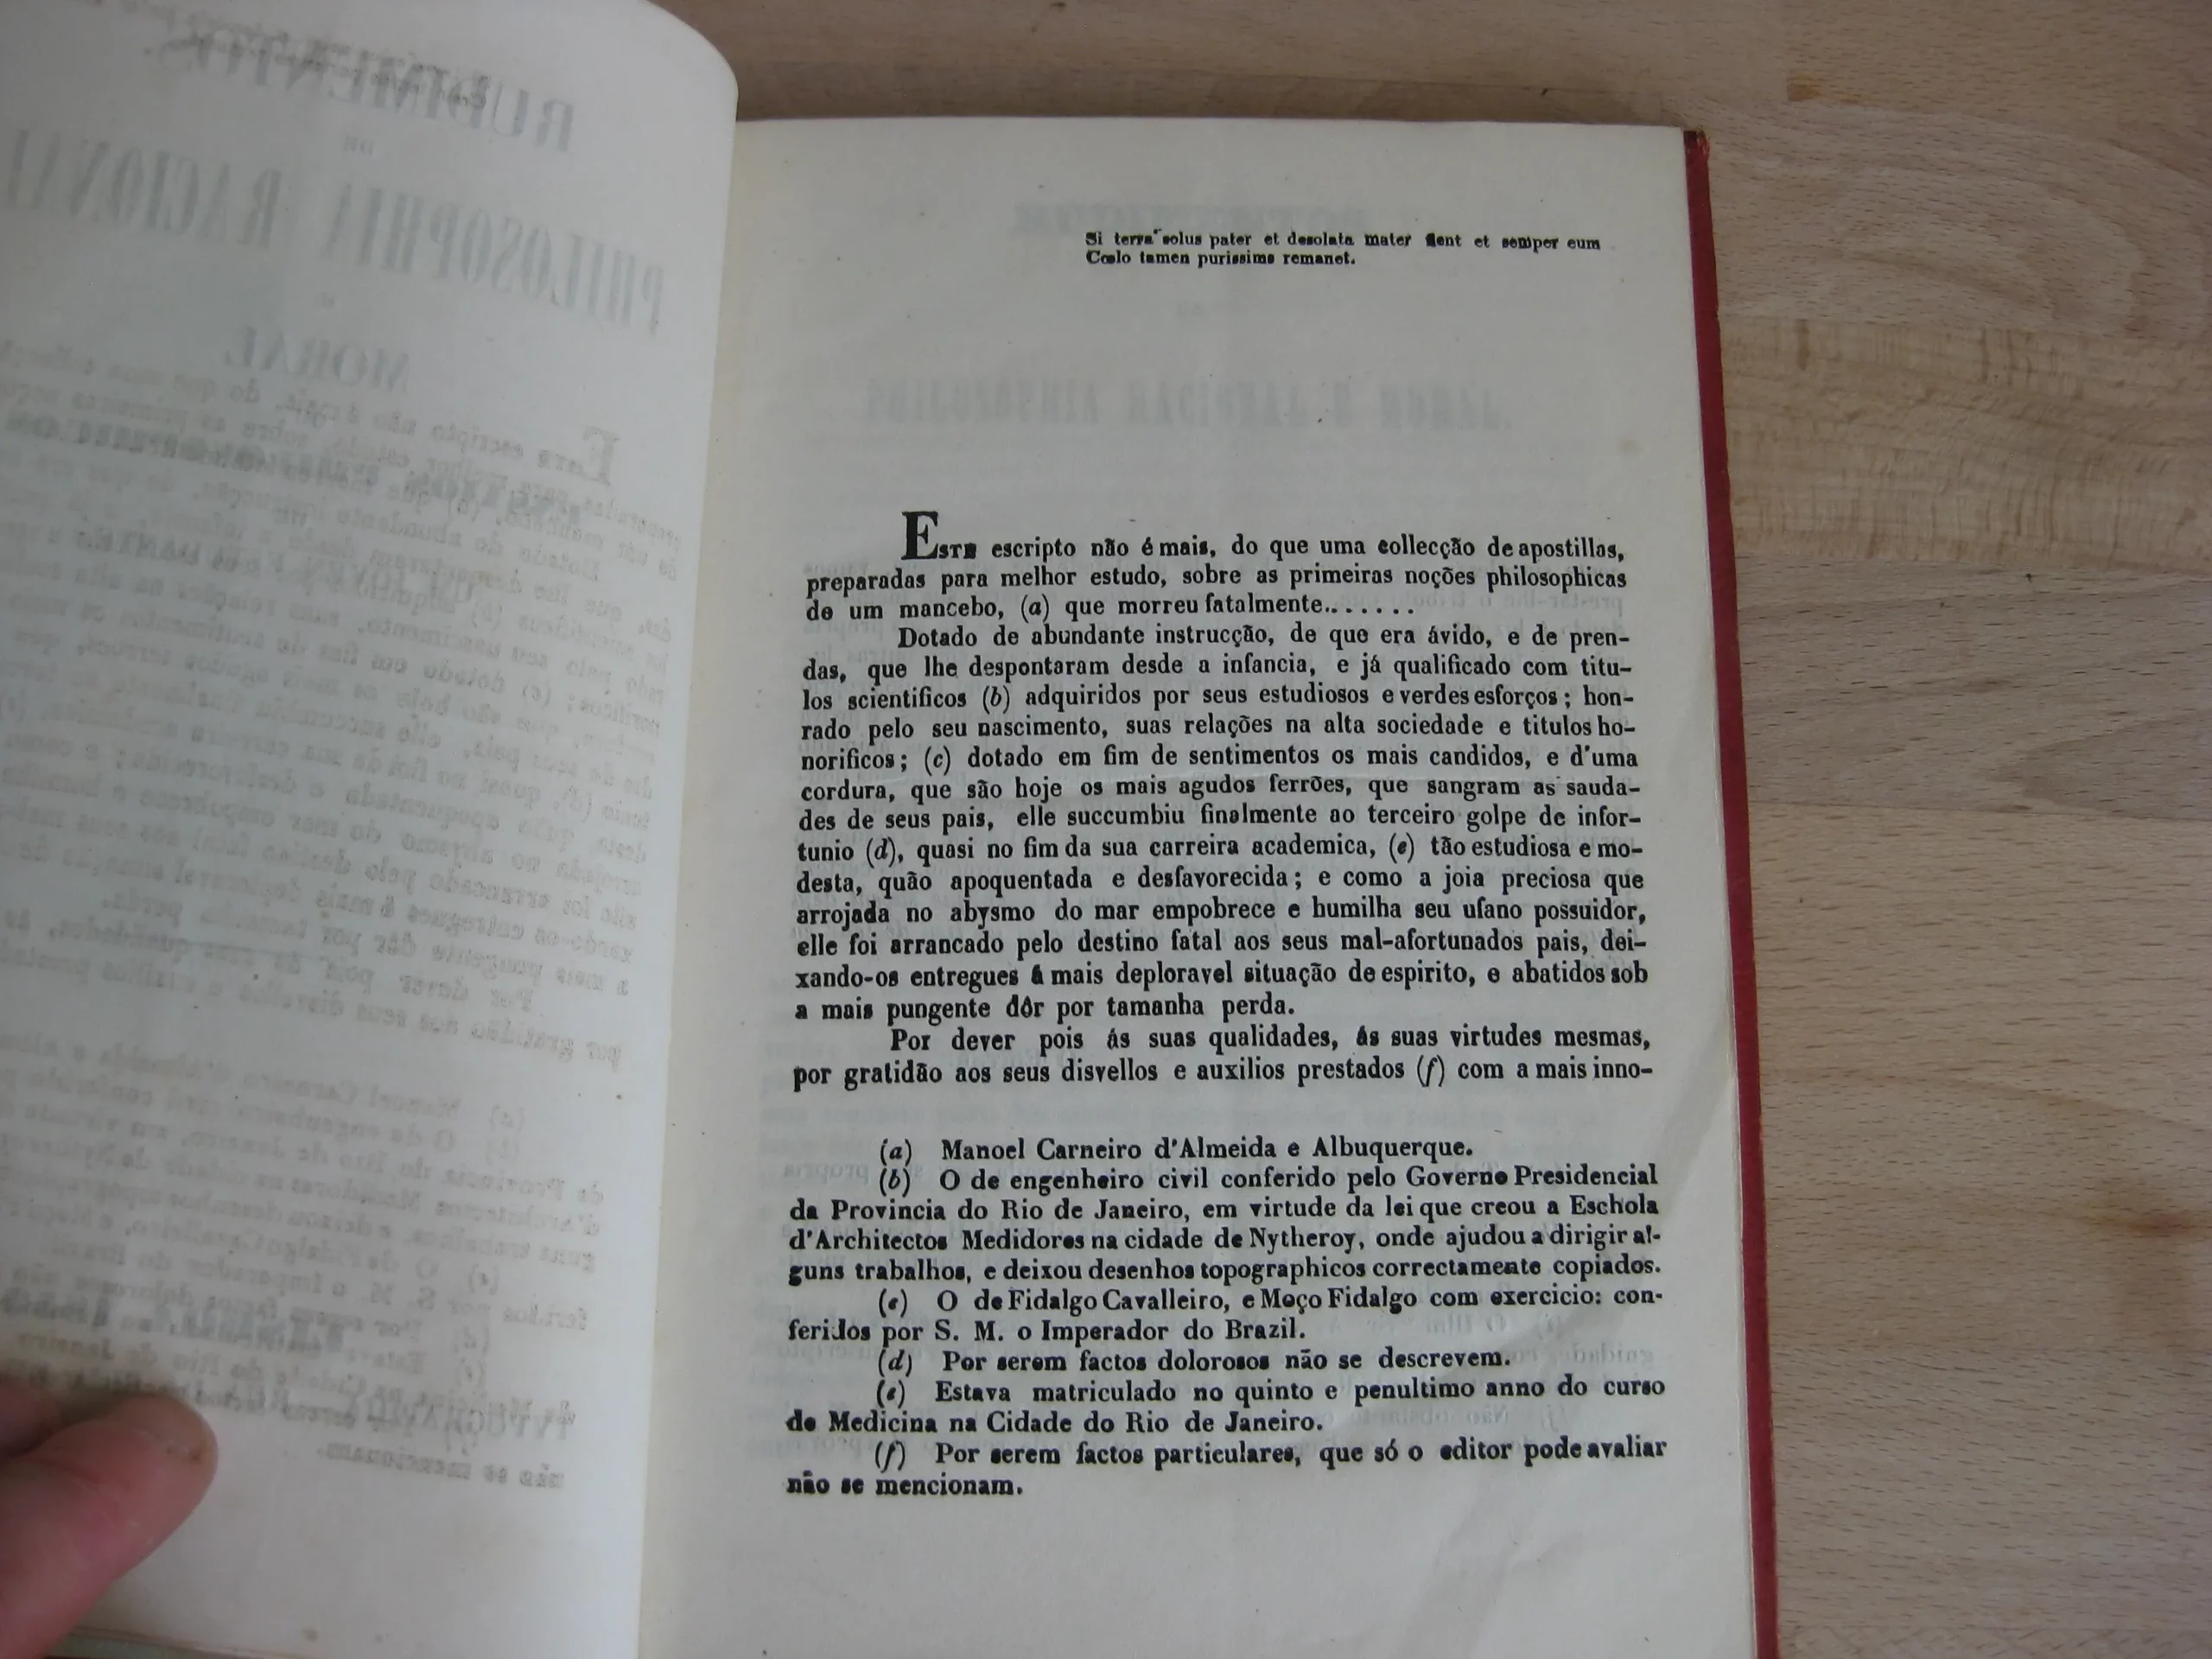 RUDIMENTOS
DE
PHILOSOPHIA RACIONAL
E
MORAL
Si terra solus pater et desolata mater flent et semper eum
Cœlo tamen purissime remanet.
ESTE escripto não é mais, do que uma collecção de apostillas,
preparadas para melhor estudo, sobre as primeiras noções philosophicas
de um mancebo, (a) que morreu fatalmente.......
Dotado de abundante instrucção, de que era ávido, e de pren-
das, que lhe despontaram desde a infancia, e já qualificado com titu-
los scientificos (b) adquiridos por seus estudiosos e verdes esforços; hon-
rado pelo seu nascimento, suas relações na alta sociedade e titulos ho-
norificos; (c) dotado em fim de sentimentos os mais candidos, e d'uma
cordura, que são hoje os mais agudos ferrões, que sangram as sauda-
des de seus pais, elle succumbiu finalmente ao terceiro golpe de infor-
tunio (d), quasi no fim da sua carreira academica, (e) tão estudiosa e mo-
desta, quão apoquentada e desfavorecida; e como a joia preciosa que
arrojada no abysmo do mar empobrece e humilha seu ufano possuidor,
elle foi arrancado pelo destino fatal aos seus mal-afortunados pais, dei-
xando-os entregues á mais deploravel situação de espirito, e abatidos sob
a mais pungente dôr por tamanha perda.
Por dever pois ás suas qualidades, ás suas virtudes mesmas,
por gratidão aos seus disvellos e auxilios prestados (f) com a mais inno-
(a) Manoel Carneiro d'Almeida e Albuquerque.
(b) O de engenheiro civil conferido pelo Governo Presidencial
da Provincia do Rio de Janeiro, em virtude da lei que creou a Eschola
d'Architectos Medidores na cidade de Nytheroy, onde ajudou a dirigir al-
guns trabalhos, e deixou desenhos topographicos correctamente copiados.
(c) O de Fidalgo Cavalleiro, e Moço Fidalgo com exercicio: con-
feridos por S. M. o Imperador do Brazil.
(d) Por serem factos dolorosos não se descrevem.
(e) Estava matriculado no quinto e penultimo anno do curso
de Medicina na Cidade do Rio de Janeiro.
(f) Por serem factos particulares, que só o editor pode avaliar
não se mencionam.